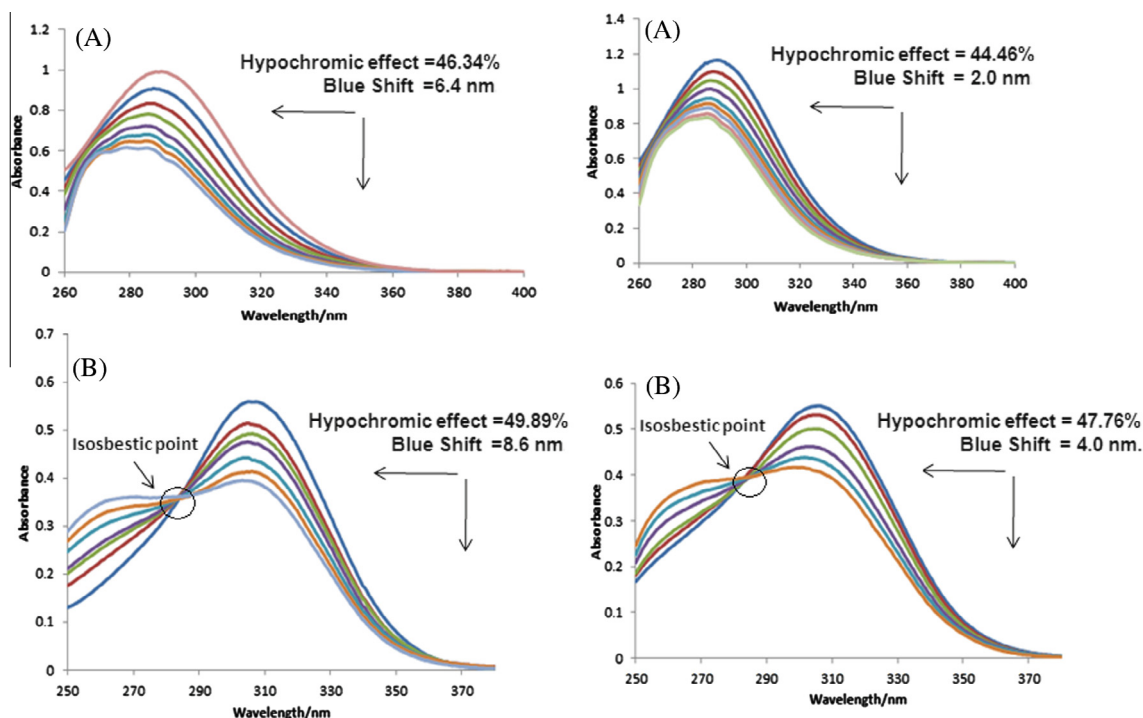 (A)
Hypochromic effect =46.34%
Blue Shift =6.4 nm
Absorbance
1.2
1
0.8
0.6
0.4
0.2
0
260 280 300 320 340 360 380 400
Wavelength/nm
(A)
Hypochromic effect = 44.46%
Blue Shift = 2.0 nm
Absorbance
1.4
1.2
1
0.8
0.6
0.4
0.2
0
260 280 300 320 340 360 380 400
Wavelength/nm
(B)
Hypochromic effect =49.89%
Blue Shift =8.6 nm
Isosbestic point
Absorbance
0.7
0.6
0.5
0.4
0.3
0.2
0.1
0
250 270 290 310 330 350 370
Wavelength/nm
(B)
Hypochromic effect =47.76%
Blue Shift = 4.0 nm.
Isosbestic point
Absorbance
0.7
0.6
0.5
0.4
0.3
0.2
0.1
0
250 270 290 310 330 350 370
Wavelength/nm